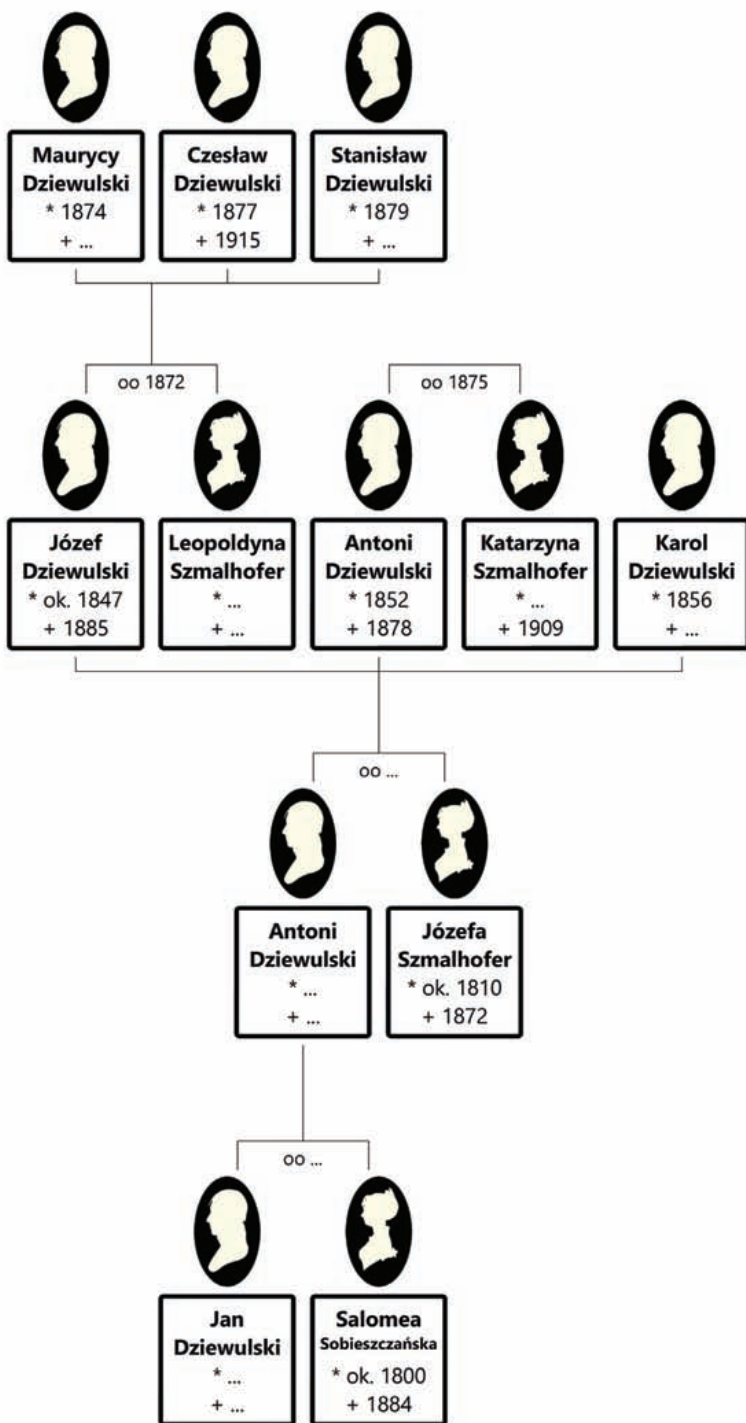 Maurycy
Dziewulski
* 1874
+ ...
Czesław
Dziewulski
* 1877
+ 1915
Stanisław
Dziewulski
* 1879
+ ...
oo 1872
oo 1875
Józef
Dziewulski
* ok. 1847
+ 1885
Leopoldyna
Szmalhofer
* ...
+ ...
Antoni
Dziewulski
* 1852
+ 1878
Katarzyna
Szmalhofer
* ...
+ 1909
Karol
Dziewulski
* 1856
+ ...
oo ...
Antoni
Dziewulski
* ...
+ ...
Józefa
Szmalhofer
* ok. 1810
+ 1872
oo ...
Jan
Dziewulski
* ...
+ ...
Salomea
Sobieszczańska
* ok. 1800
+ 1884